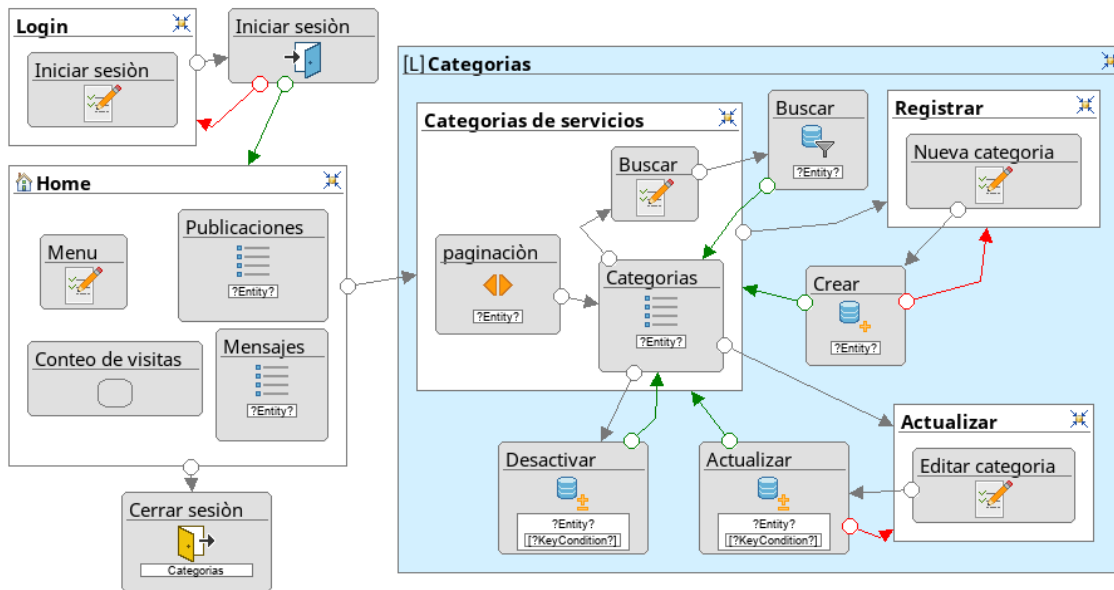 Login
Iniciar sesiòn
Iniciar sesiòn
[L] Categorias
Categorias de servicios
Buscar
paginaciòn
?Entity?
Categorias
?Entity?
Buscar
?Entity?
Registrar
Nueva categoria
Crear
?Entity?
Home
Publicaciones
?Entity?
Menu
Conteo de visitas
Mensajes
?Entity?
Desactivar
?Entity?
[?KeyCondition?]
Actualizar
?Entity?
[?KeyCondition?]
Actualizar
Editar categoria
Cerrar sesiòn
Categorias